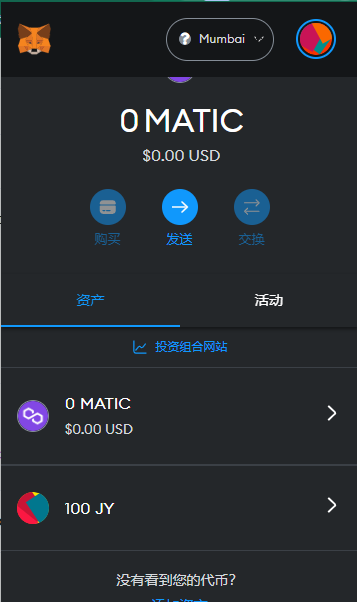 Mumbai
0 MATIC
$0.00 USD
购买
发送
交换
资产
活动
投资组合网站
0 MATIC
$0.00 USD
100 JY
没有看到您的代币？